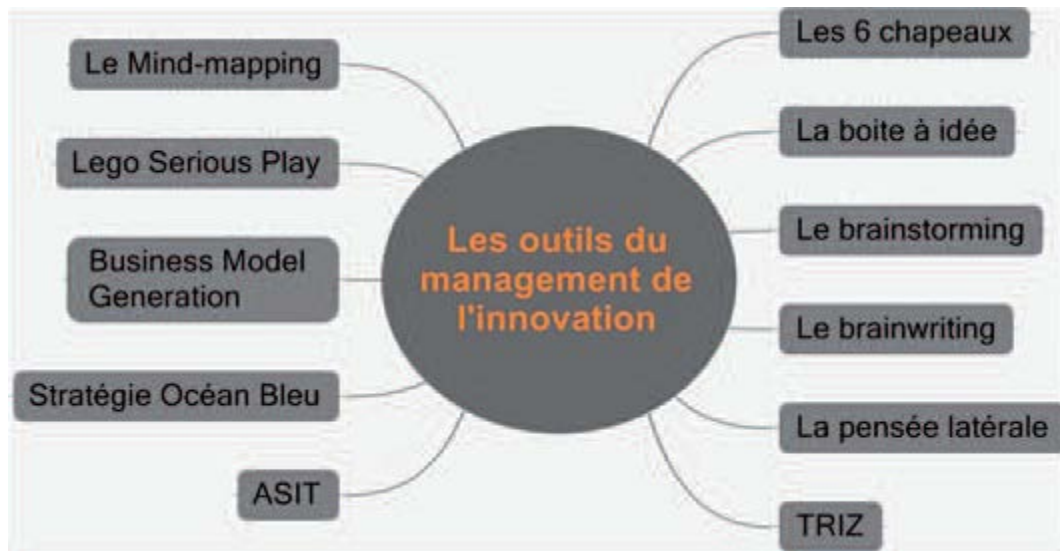 Les outils du
management de
l'innovation
Les 6 chapeaux
La boite à idée
Le brainstorming
Le brainwriting
La pensée latérale
TRIZ
Le Mind-mapping
Lego Serious Play
Business Model
Generation
Stratégie Océan Bleu
ASIT